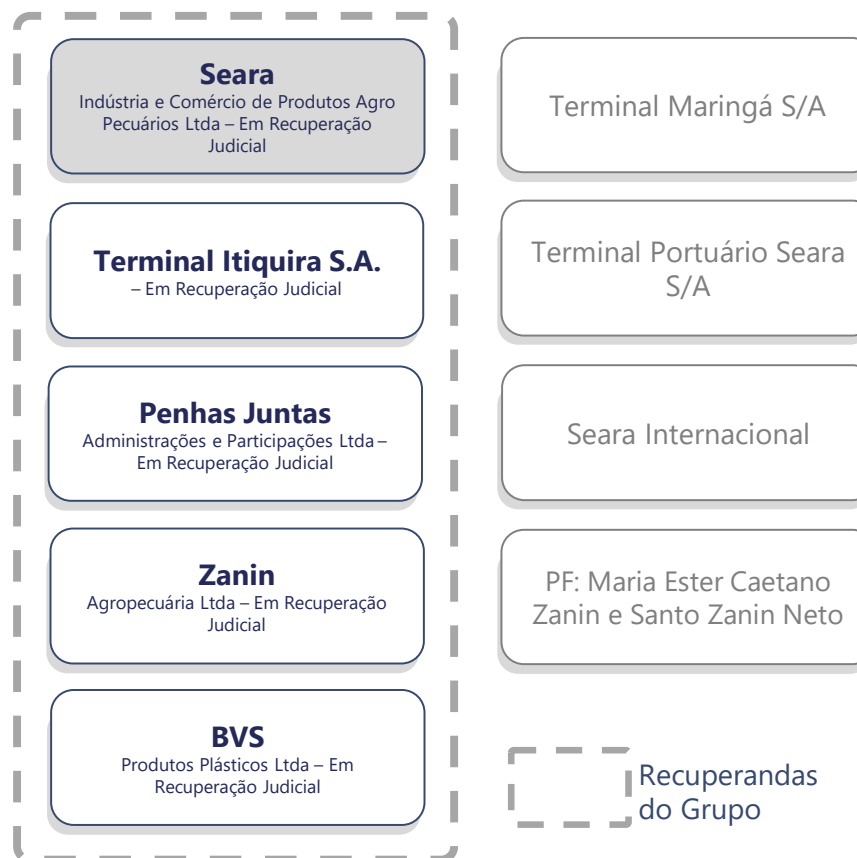 Seara
Indústria e Comércio de Produtos Agro
Pecuários Ltda – Em Recuperação
Judicial
Terminal Itiquira S.A.
– Em Recuperação Judicial
Penhas Juntas
Administrações e Participações Ltda –
Em Recuperação Judicial
Zanin
Agropecuária Ltda – Em Recuperação
Judicial
BVS
Produtos Plásticos Ltda – Em
Recuperação Judicial
Terminal Maringá S/A
Terminal Portuário Seara
S/A
Seara Internacional
PF: Maria Ester Caetano
Zanin e Santo Zanin Neto
Recuperandas
do Grupo